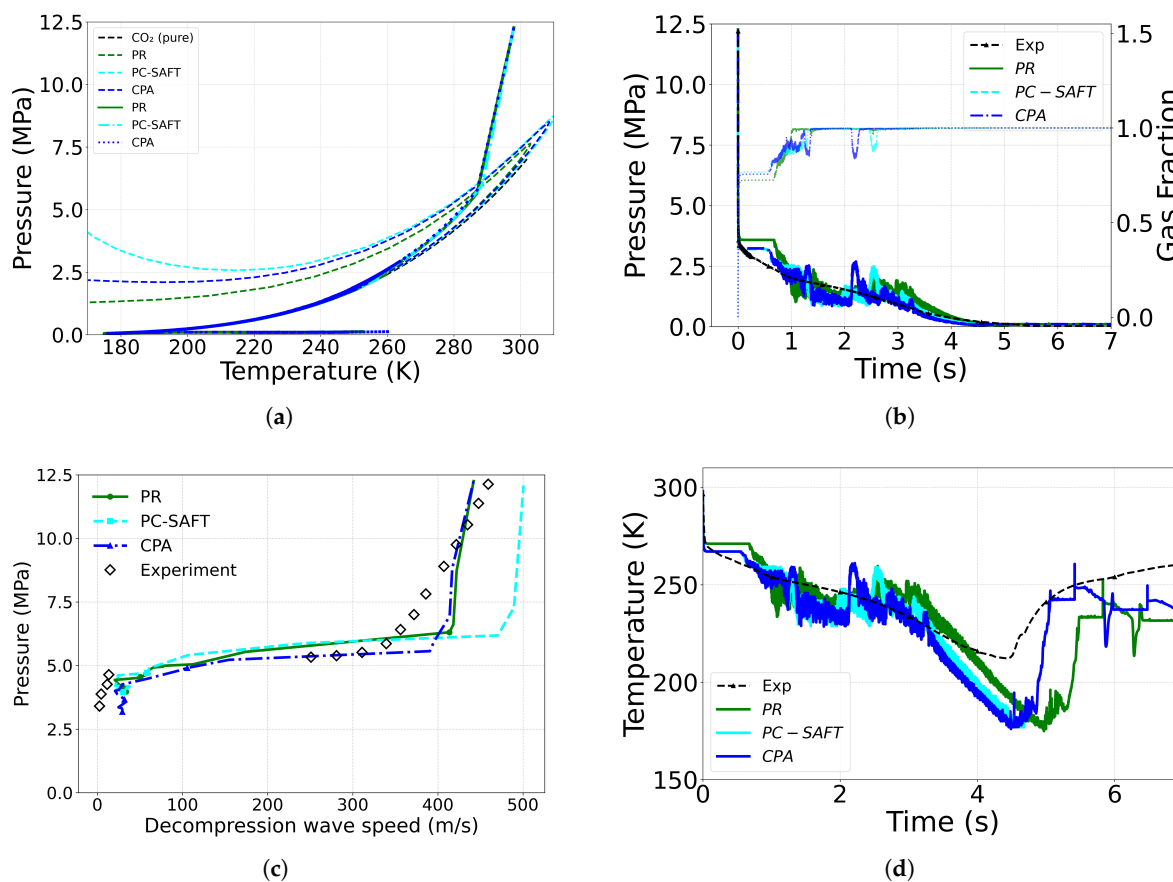 12.5
10.0
7.5
5.0
2.5
0.0
Pressure (MPa)
CO₂ (pure)
PR
PC-SAFT
CPA
PR
PC-SAFT
CPA
180 200 220 240 260 280 300
Temperature (K)
(a)
12.5
10.0
7.5
5.0
2.5
0.0
Pressure (MPa)
Exp
PR
PC − SAFT
CPA
1.5
1.0
0.5
0.0
Gas Fraction
0 1 2 3 4 5 6 7
Time (s)
(b)
12.5
10.0
7.5
5.0
2.5
0.0
Pressure (MPa)
PR
PC-SAFT
CPA
Experiment
0 100 200 300 400 500
Decompression wave speed (m/s)
(c)
300
250
200
150
Temperature (K)
Exp
PR
PC − SAFT
CPA
0 2 4 6
Time (s)
(d)